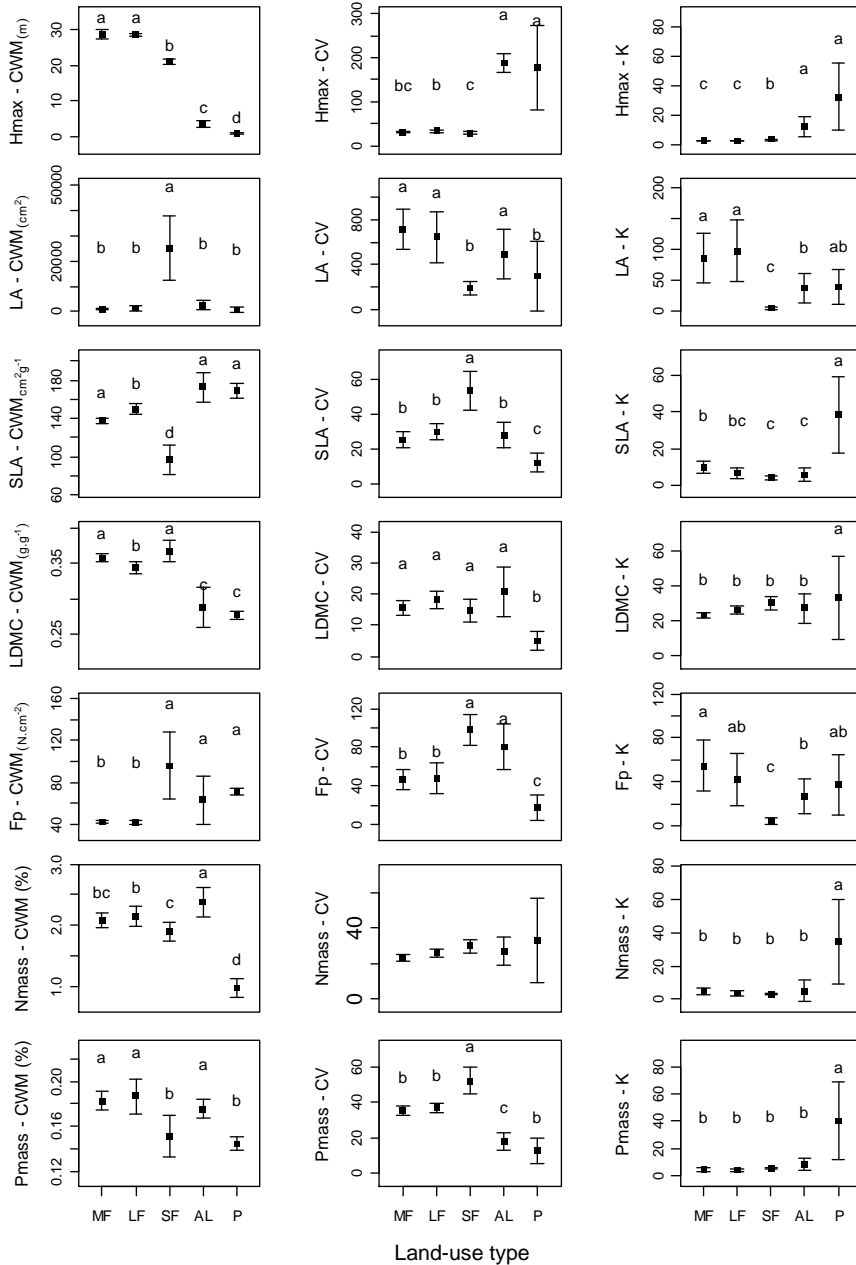 Hmax - CWM(m)
0 10 20 30
a a b c d
Hmax - CV
0 100 200 300
bc b b a a
Hmax - K
0 20 40 60 80
c c b a a
LA - CWM(cm²)
0 20000 50000
b b a b b
LA - CV
0 400 800
a a b a b
LA - K
0 50 100 200
a a c b ab
SLA - CWM cm²g⁻¹
60 100 140 180
a b d a a
SLA - CV
0 20 40 60
b b a b c
SLA - K
0 20 40 60
b bc c c a
LDMC - CWM(g.g⁻¹)
0.25 0.35
a b a c c
LDMC - CV
0 10 20 30 40
a a a a b
LDMC - K
0 20 40 60
b b b b a
Fp - CWM(N.cm⁻²)
40 80 120 160
b b a a a
Fp - CV
0 40 80 120
b b a a c
Fp - K
0 40 80 120
a ab c b ab
Nmass - CWM (%)
1.0 2.0 3.0
bc b c a d
Nmass - CV
0 40
Nmass - K
0 20 40 60 80
b b b b a
Pmass - CWM (%)
0.12 0.16 0.20
a a b a b
Pmass - CV
0 20 40 60
b b a c b
Pmass - K
0 20 40 60 80
b b b b a
MF LF SF AL P
MF LF SF AL P
MF LF SF AL P
Land-use type